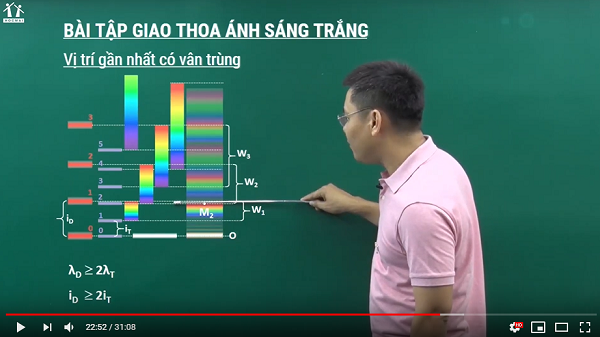 HOCMAI
BÀI TẬP GIAO THOA ÁNH SÁNG TRẮNG
Vị trí gần nhất có vân trùng
3
5
W₃
2
4
3
W₂
1
2
M₂
W₁
iD
1
iT
0
0
O
λD ≥ 2λT
iD ≥ 2iT
22:52 / 31:08
HD